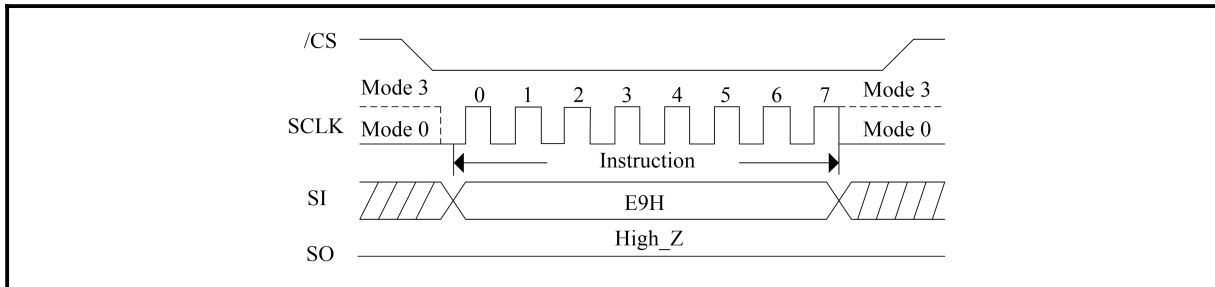 /CS
Mode 3 0 1 2 3 4 5 6 7 Mode 3
SCLK Mode 0 Mode 0
Instruction
SI E9H
High_Z
SO